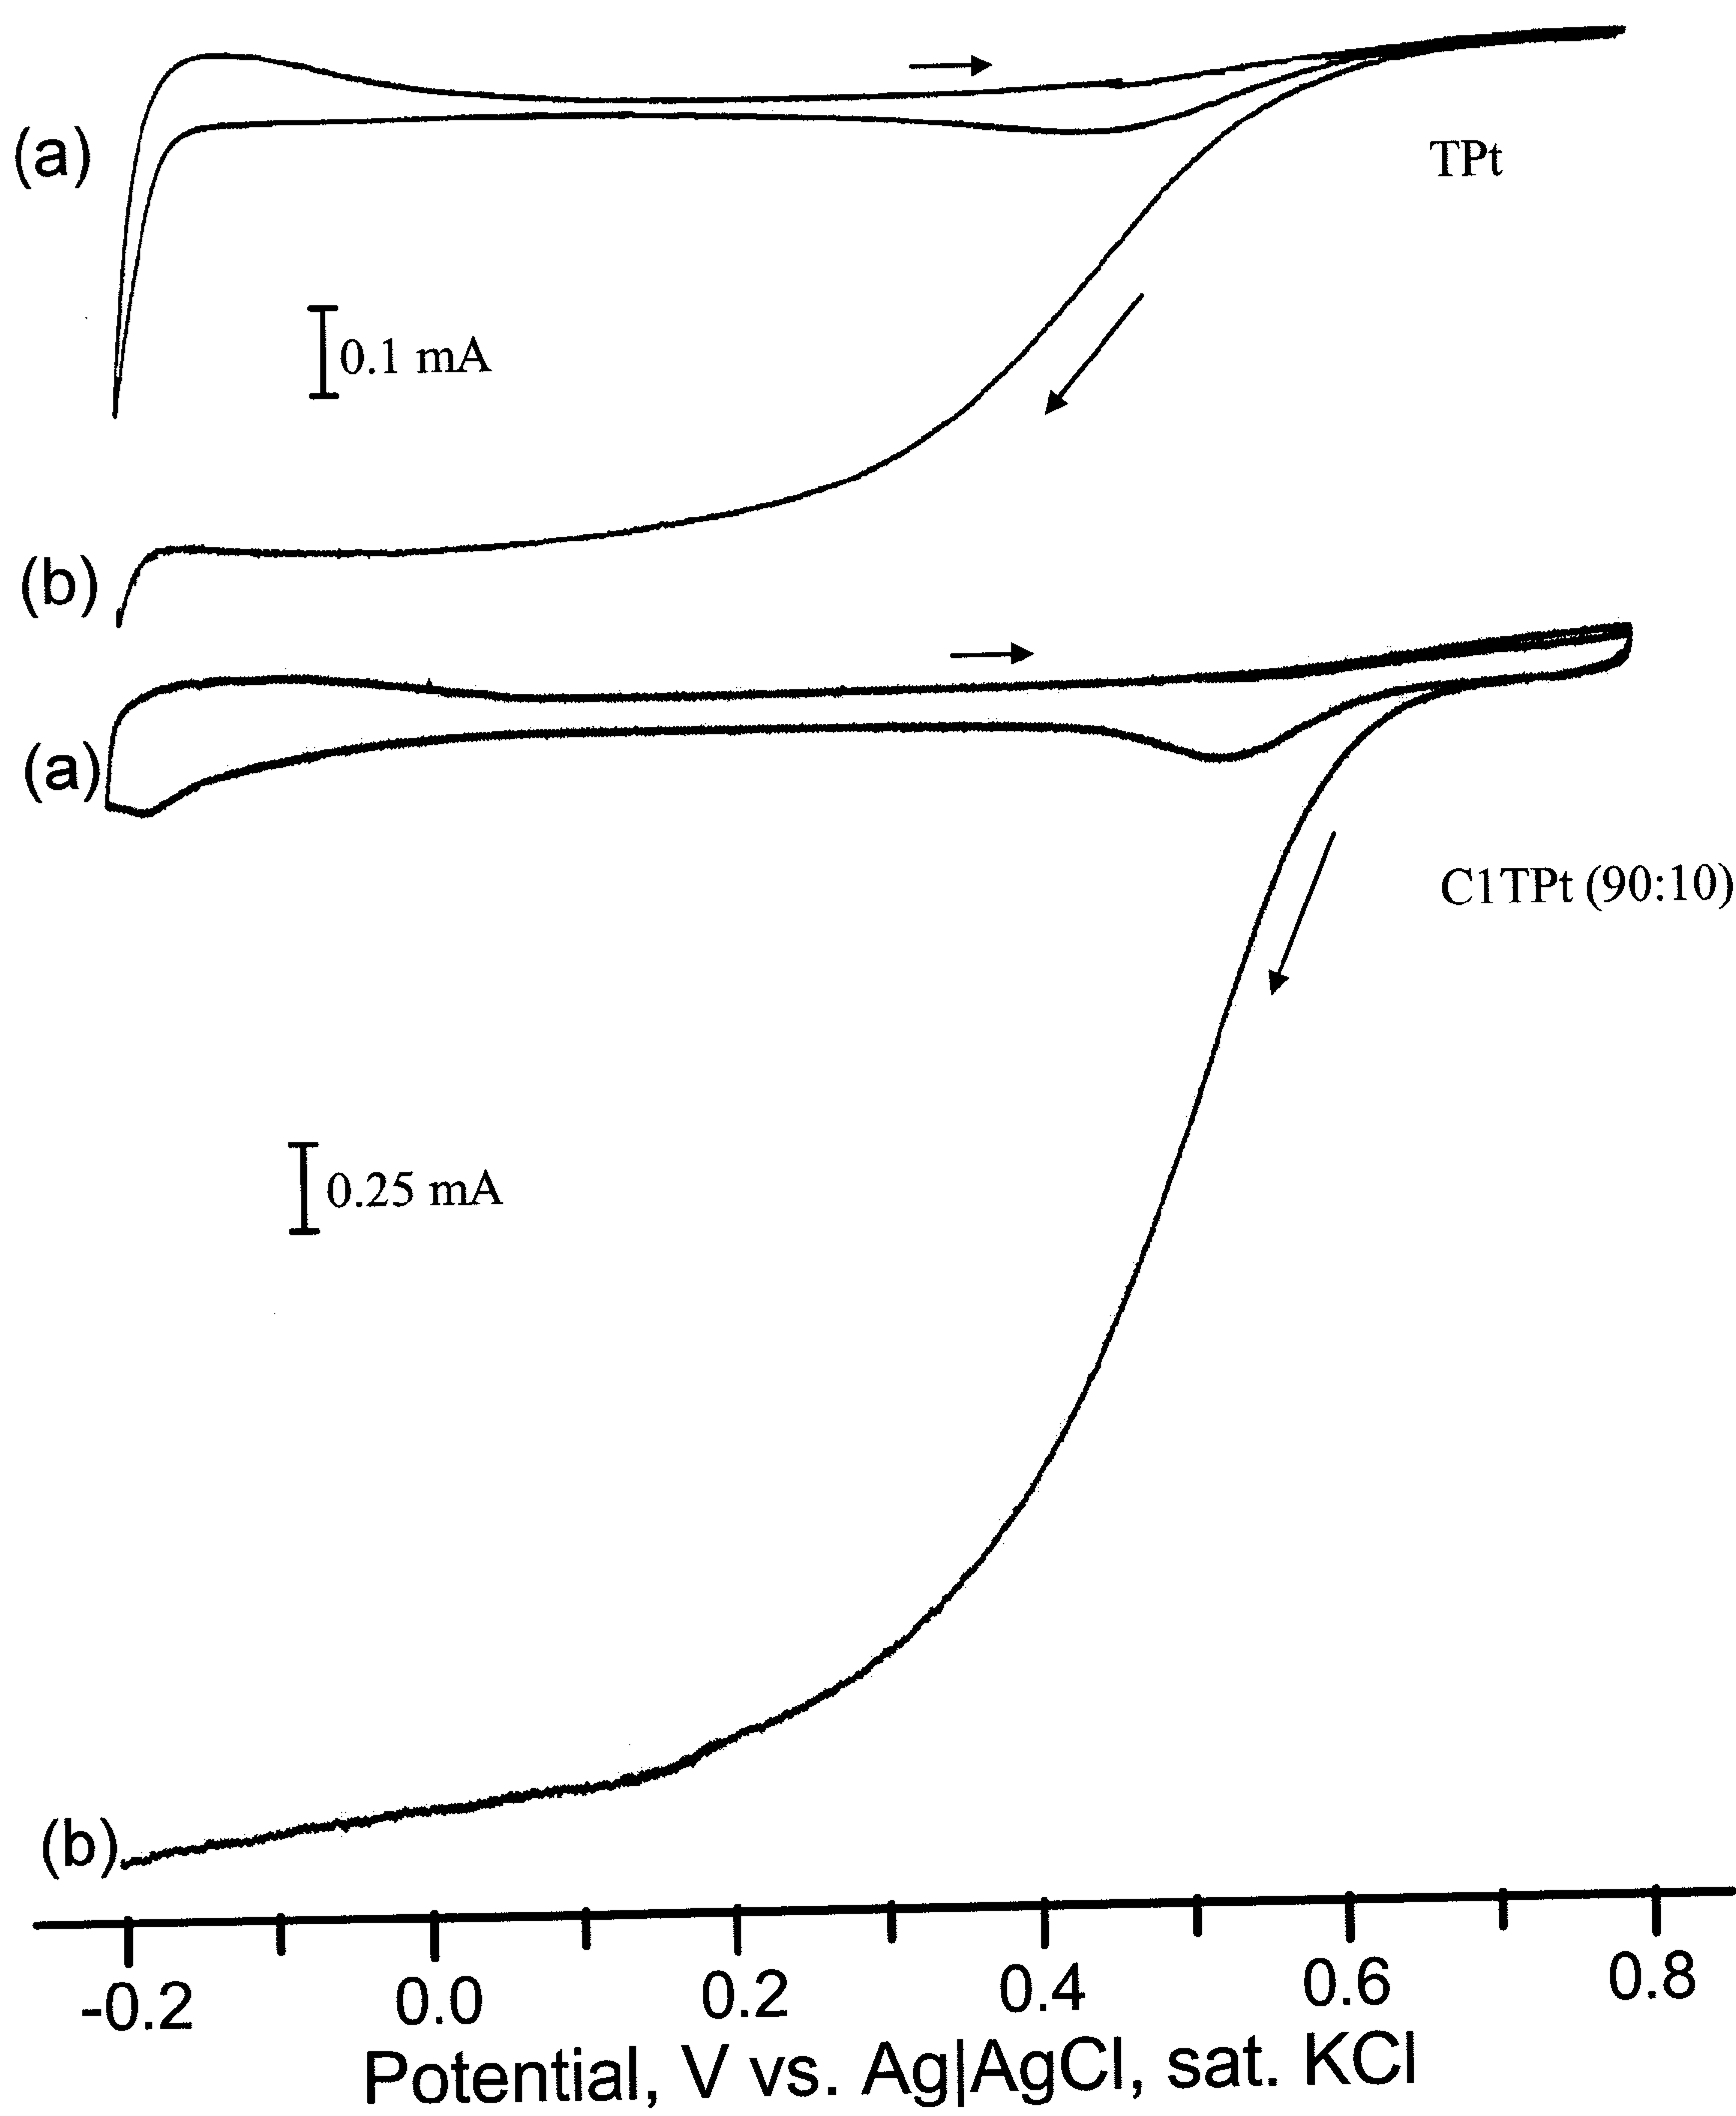 (a)
TPt
0.1 mA
(b)
(a)
C1TPt (90:10)
0.25 mA
(b)
-0.2 0.0 0.2 0.4 0.6 0.8
Potential, V vs. Ag|AgCl, sat. KCl